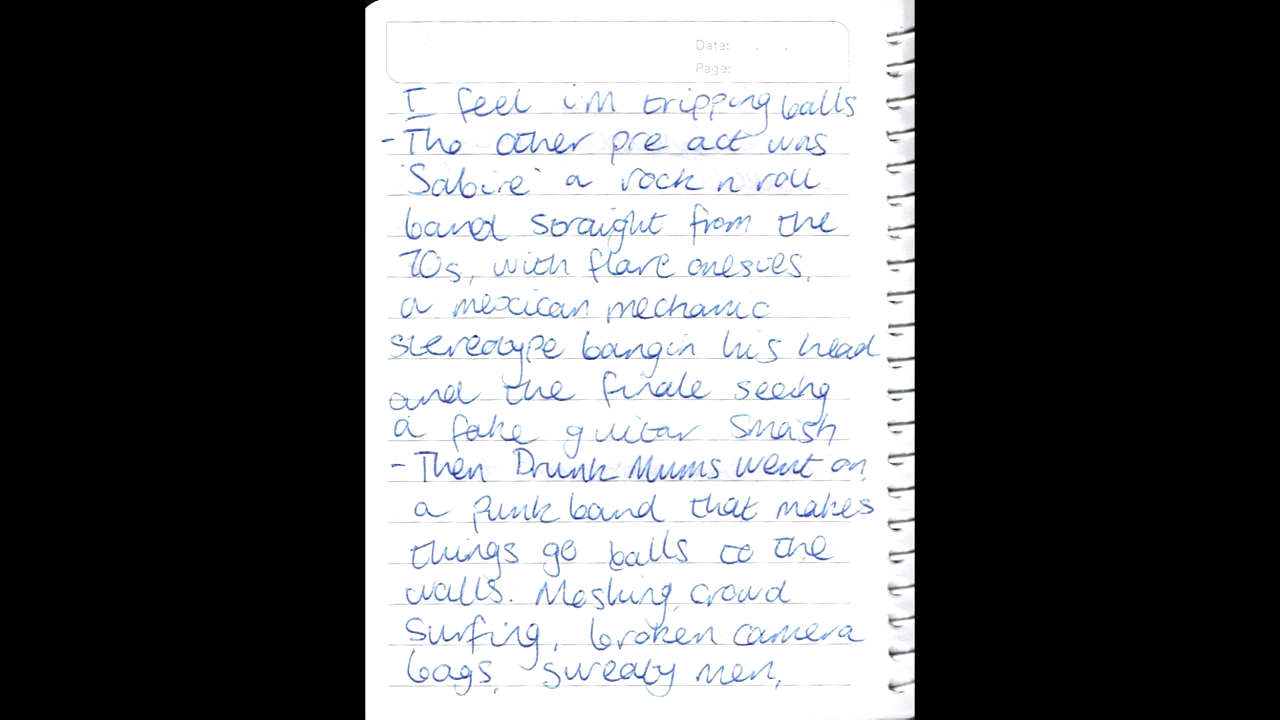 Date: . .
Page:
I feel im tripping balls
- The other pre act was
'Sabire' a rock n roll
band straight from the
70s, with flare onesies,
a mexican mechanic
stereotype bangin his head
and the finale seeing
a fake guitar smash
- Then Drunk Mums went on,
a punk band that makes
things go balls to the
walls. Moshing, crowd
surfing, broken camera
bags, sweaty men,